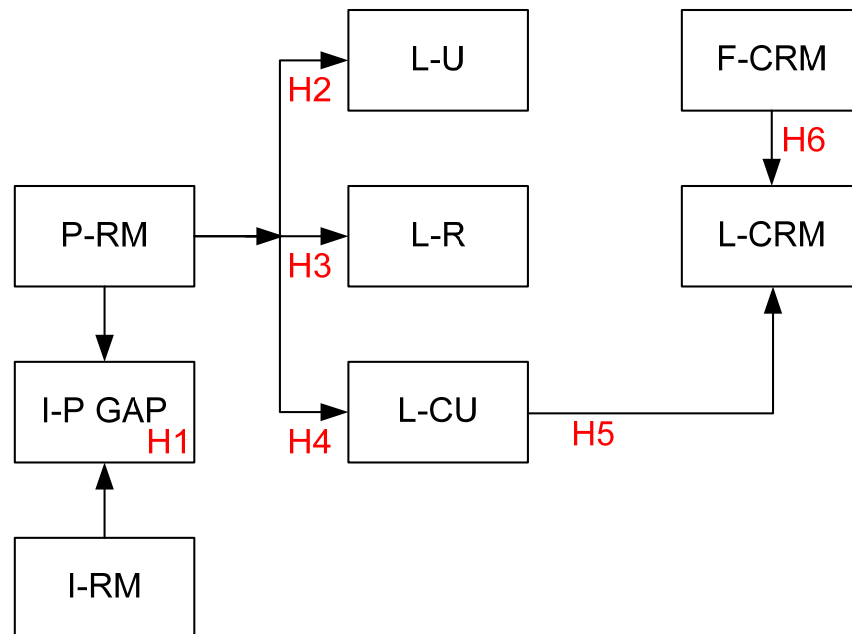 L-U
F-CRM
H2
H6
P-RM
L-R
L-CRM
H3
I-P GAP
H1
L-CU
H4
H5
I-RM